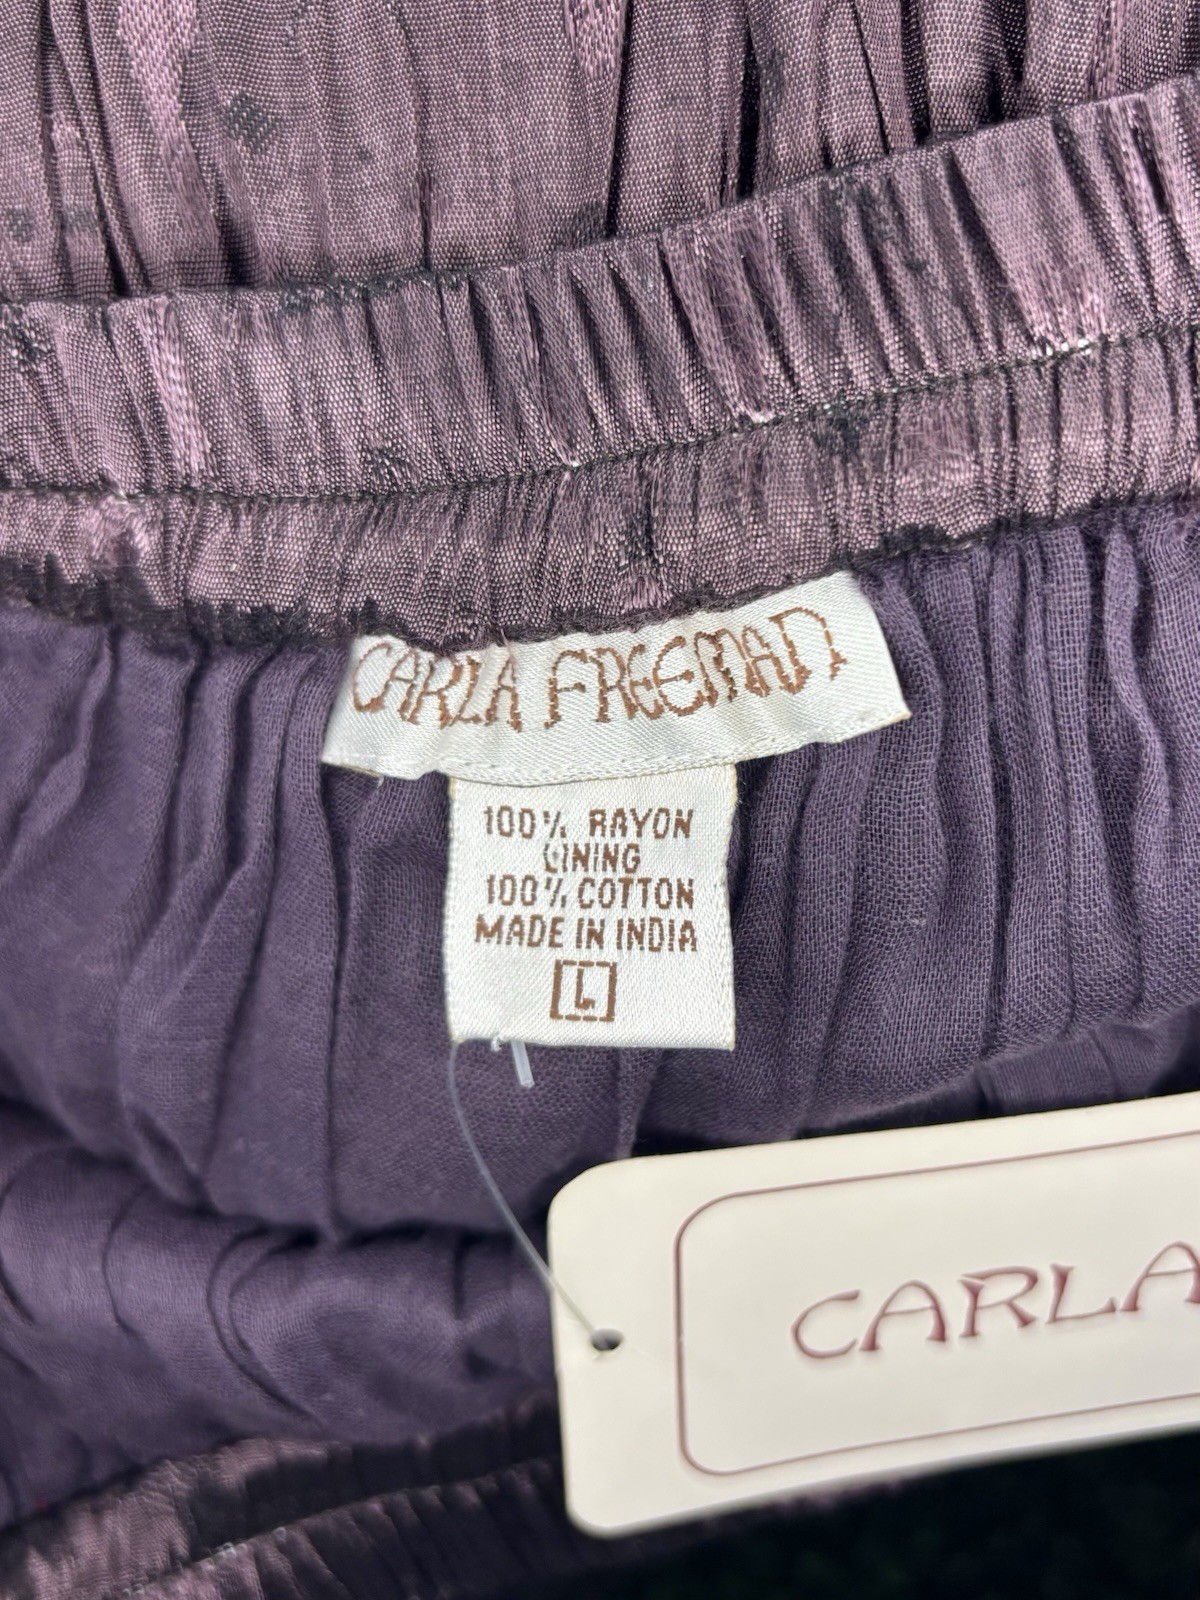 CARLA FREEMAN
100% RAYON
LINING
100% COTTON
MADE IN INDIA
L
CARLA